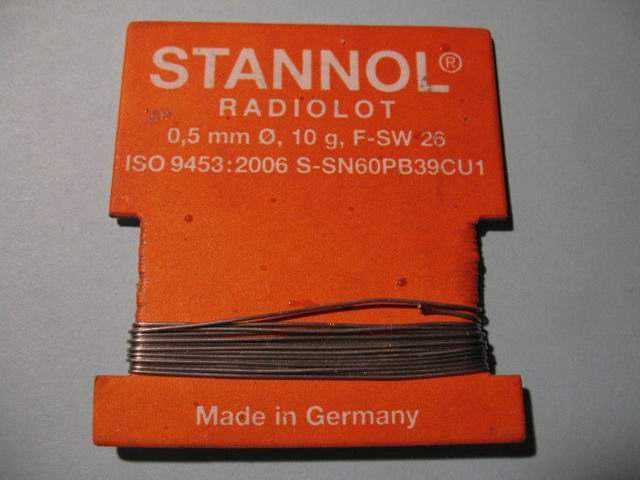 STANNOL®
RADIOLOT
0,5 mm Ø, 10 g, F-SW 26
ISO 9453:2006 S-SN60PB39CU1
Made in Germany